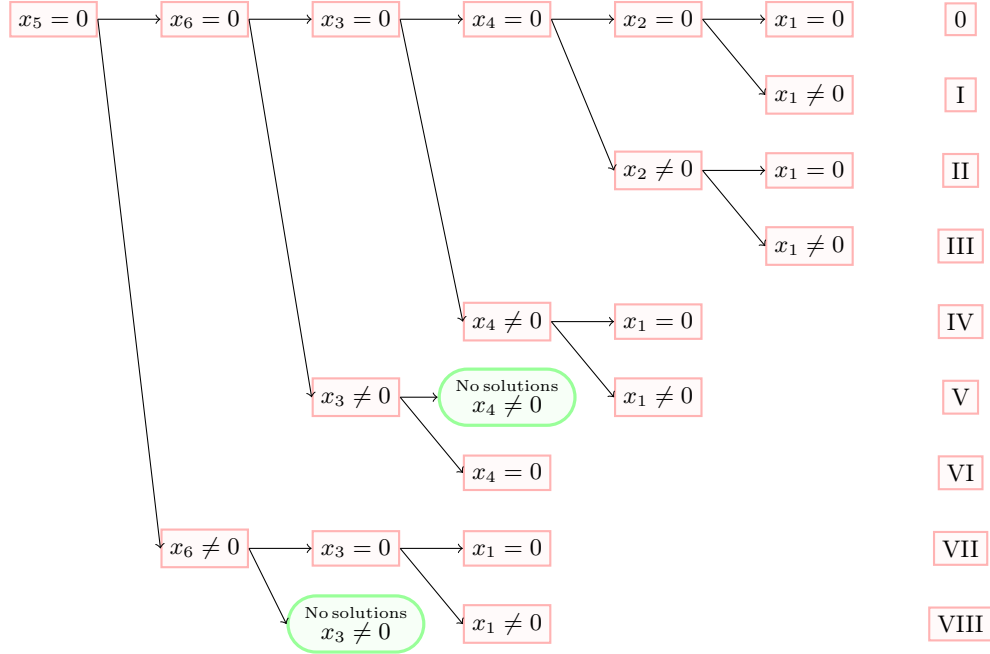 x₅ = 0 x₆ = 0 x₃ = 0 x₄ = 0 x₂ = 0 x₁ = 0 0
x₁ ≠ 0 I
x₂ ≠ 0 x₁ = 0 II
x₁ ≠ 0 III
x₄ ≠ 0 x₁ = 0 IV
x₃ ≠ 0 No solutions x₁ ≠ 0 V
x₄ ≠ 0
x₄ = 0 VI
x₆ ≠ 0 x₃ = 0 x₁ = 0 VII
No solutions x₁ ≠ 0 VIII
x₃ ≠ 0